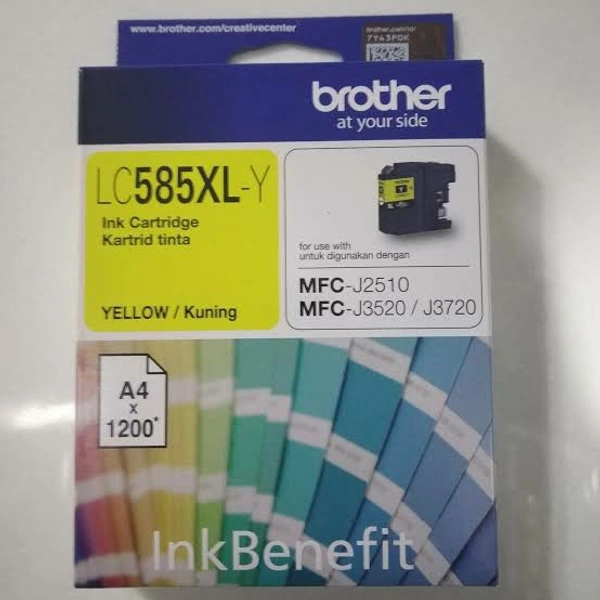 www.brother.com/creativecenter
7Y43PDK
brother
at your side
LC585XL-Y
Ink Cartridge
Kartrid tinta
YELLOW / Kuning
for use with
untuk digunakan dengan
MFC-J2510
MFC-J3520 / J3720
A4
x
1200*
InkBenefit